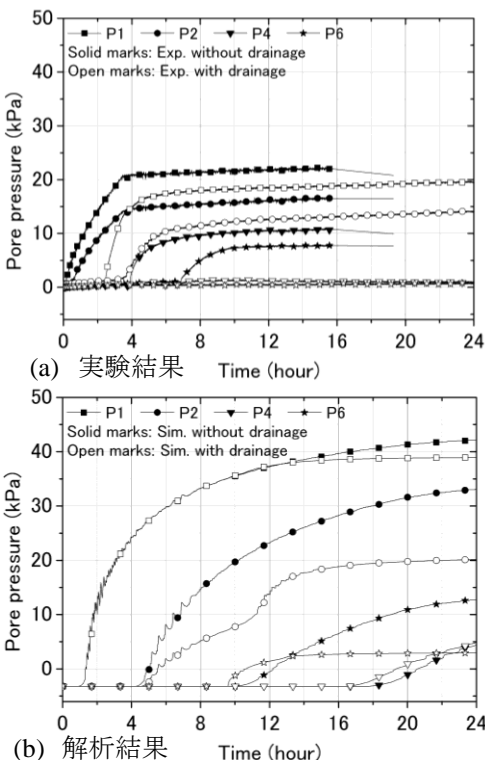 (a)
50
P1 P2 P4 P6
Solid marks: Exp. without drainage
Open marks: Exp. with drainage
40
30
20
10
0
Pore pressure (kPa)
0 4 8 12 16 20 24
(a) 実験結果 Time (hour)
50
P1 P2 P4 P6
Solid marks: Sim. without drainage
Open marks: Sim. with drainage
40
30
20
10
0
Pore pressure (kPa)
0 4 8 12 16 20 24
(b) 解析結果 Time (hour)